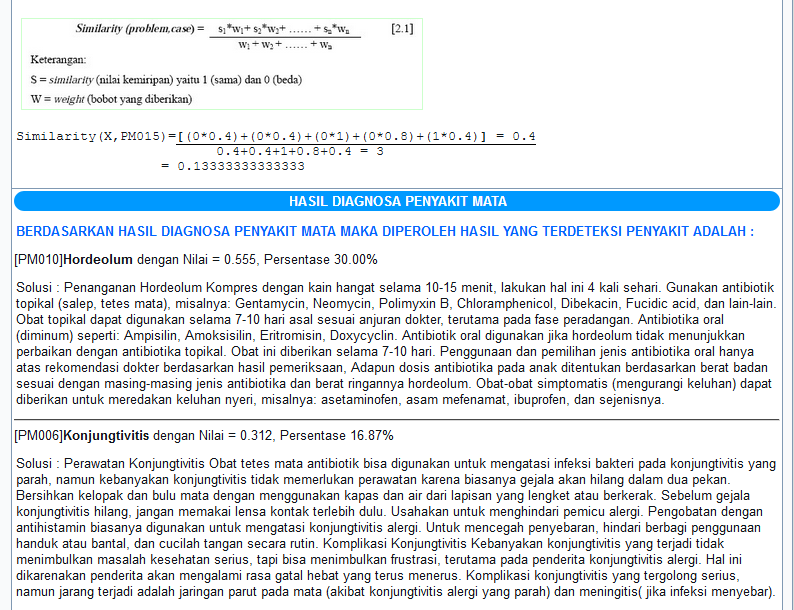 Similarity (problem,case) = s1*w1+ s2*w2+ ...... + sn*wn [2.1]
w1 + w2 + ...... + wn
Keterangan:
S = similarity (nilai kemiripan) yaitu 1 (sama) dan 0 (beda)
W = weight (bobot yang diberikan)
Similarity(X,PM015)=[(0*0.4)+(0*0.4)+(0*1)+(0*0.8)+(1*0.4)] = 0.4
0.4+0.4+1+0.8+0.4 = 3
= 0.13333333333333
HASIL DIAGNOSA PENYAKIT MATA
BERDASARKAN HASIL DIAGNOSA PENYAKIT MATA MAKA DIPEROLEH HASIL YANG TERDETEKSI PENYAKIT ADALAH :
[PM010]Hordeolum dengan Nilai = 0.555, Persentase 30.00%
Solusi : Penanganan Hordeolum Kompres dengan kain hangat selama 10-15 menit, lakukan hal ini 4 kali sehari. Gunakan antibiotik
topikal (salep, tetes mata), misalnya: Gentamycin, Neomycin, Polimyxin B, Chloramphenicol, Dibekacin, Fucidic acid, dan lain-lain.
Obat topikal dapat digunakan selama 7-10 hari asal sesuai anjuran dokter, terutama pada fase peradangan. Antibiotika oral
(diminum) seperti: Ampisilin, Amoksisilin, Eritromisin, Doxycyclin. Antibiotik oral digunakan jika hordeolum tidak menunjukkan
perbaikan dengan antibiotika topikal. Obat ini diberikan selama 7-10 hari. Penggunaan dan pemilihan jenis antibiotika oral hanya
atas rekomendasi dokter berdasarkan hasil pemeriksaan, Adapun dosis antibiotika pada anak ditentukan berdasarkan berat badan
sesuai dengan masing-masing jenis antibiotika dan berat ringannya hordeolum. Obat-obat simptomatis (mengurangi keluhan) dapat
diberikan untuk meredakan keluhan nyeri, misalnya: asetaminofen, asam mefenamat, ibuprofen, dan sejenisnya.
[PM006]Konjungtivitis dengan Nilai = 0.312, Persentase 16.87%
Solusi : Perawatan Konjungtivitis Obat tetes mata antibiotik bisa digunakan untuk mengatasi infeksi bakteri pada konjungtivitis yang
parah, namun kebanyakan konjungtivitis tidak memerlukan perawatan karena biasanya gejala akan hilang dalam dua pekan.
Bersihkan kelopak dan bulu mata dengan menggunakan kapas dan air dari lapisan yang lengket atau berkerak. Sebelum gejala
konjungtivitis hilang, jangan memakai lensa kontak terlebih dulu. Usahakan untuk menghindari pemicu alergi. Pengobatan dengan
antihistamin biasanya digunakan untuk mengatasi konjungtivitis alergi. Untuk mencegah penyebaran, hindari berbagi penggunaan
handuk atau bantal, dan cucilah tangan secara rutin. Komplikasi Konjungtivitis Kebanyakan konjungtivitis yang terjadi tidak
menimbulkan masalah kesehatan serius, tapi bisa menimbulkan frustrasi, terutama pada penderita konjungtivitis alergi. Hal ini
dikarenakan penderita akan mengalami rasa gatal hebat yang terus menerus. Komplikasi konjungtivitis yang tergolong serius,
namun jarang terjadi adalah jaringan parut pada mata (akibat konjungtivitis alergi yang parah) dan meningitis( jika infeksi menyebar).